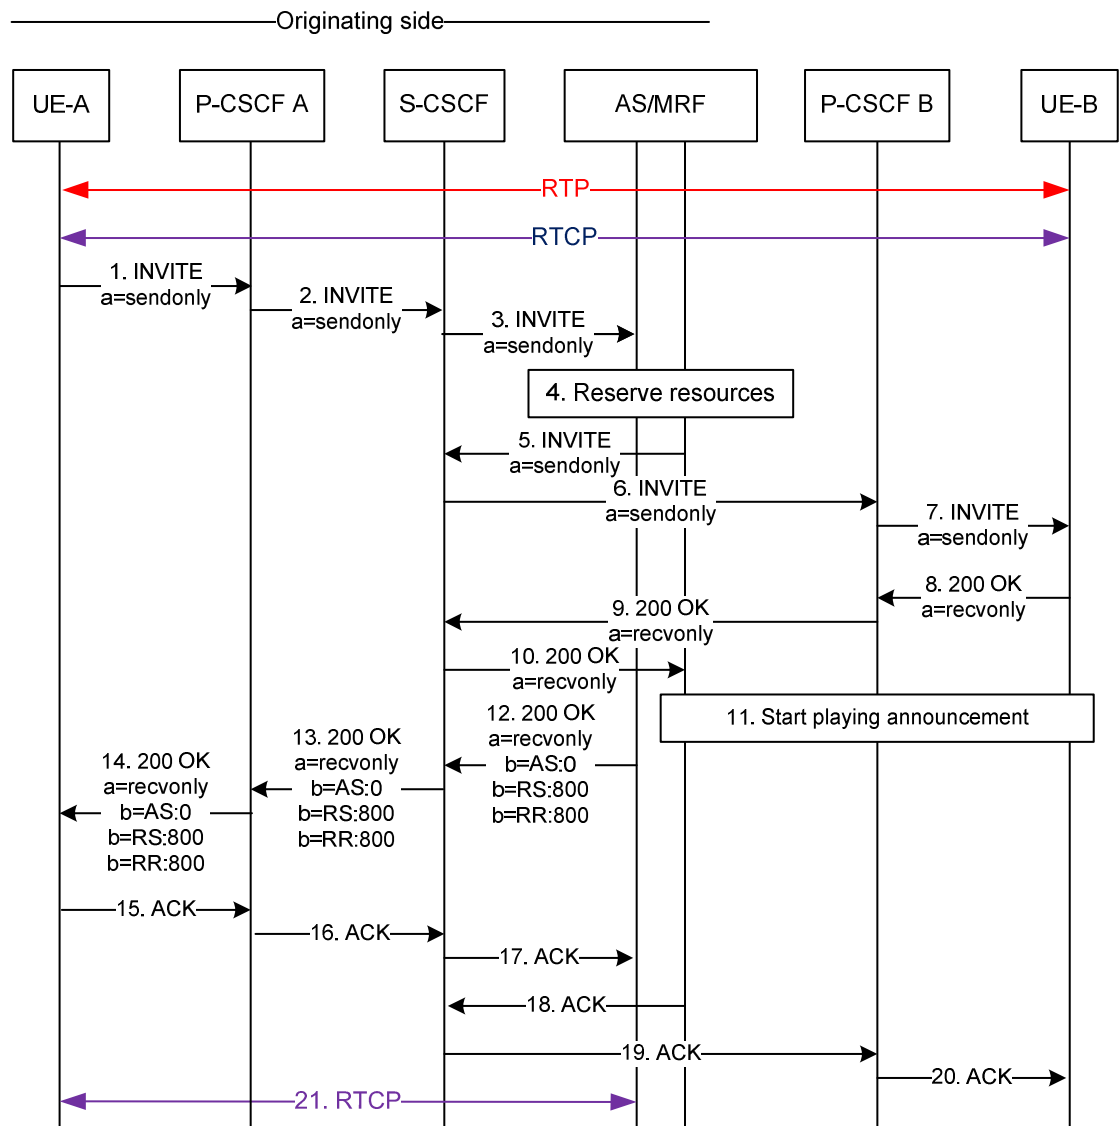 Originating side
UE-A
P-CSCF A
S-CSCF
AS/MRF
P-CSCF B
UE-B
RTP
RTCP
1. INVITE
a=sendonly
2. INVITE
a=sendonly
3. INVITE
a=sendonly
4. Reserve resources
5. INVITE
a=sendonly
6. INVITE
a=sendonly
7. INVITE
a=sendonly
8. 200 OK
a=recvonly
9. 200 OK
a=recvonly
10. 200 OK
a=recvonly
11. Start playing announcement
12. 200 OK
a=recvonly
b=AS:0
b=RS:800
b=RR:800
13. 200 OK
a=recvonly
b=AS:0
b=RS:800
b=RR:800
14. 200 OK
a=recvonly
b=AS:0
b=RS:800
b=RR:800
15. ACK
16. ACK
17. ACK
18. ACK
19. ACK
20. ACK
21. RTCP